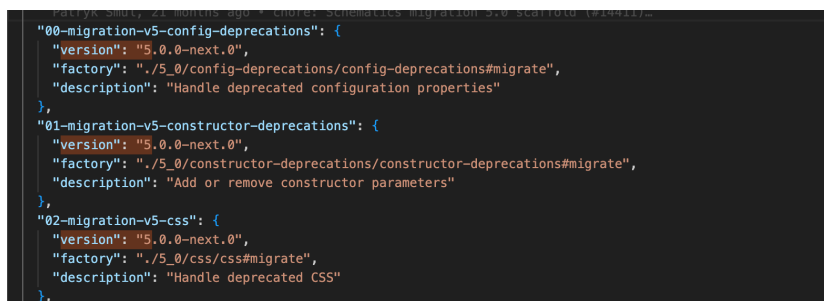 Patryk Smut, 21 months ago • chore: Schematics migration 5.0 scaffold (#14411)…
"00-migration-v5-config-deprecations": {
"version": "5.0.0-next.0",
"factory": "./5_0/config-deprecations/config-deprecations#migrate",
"description": "Handle deprecated configuration properties"
},
"01-migration-v5-constructor-deprecations": {
"version": "5.0.0-next.0",
"factory": "./5_0/constructor-deprecations/constructor-deprecations#migrate",
"description": "Add or remove constructor parameters"
},
"02-migration-v5-css": {
"version": "5.0.0-next.0",
"factory": "./5_0/css/css#migrate",
"description": "Handle deprecated CSS"
},